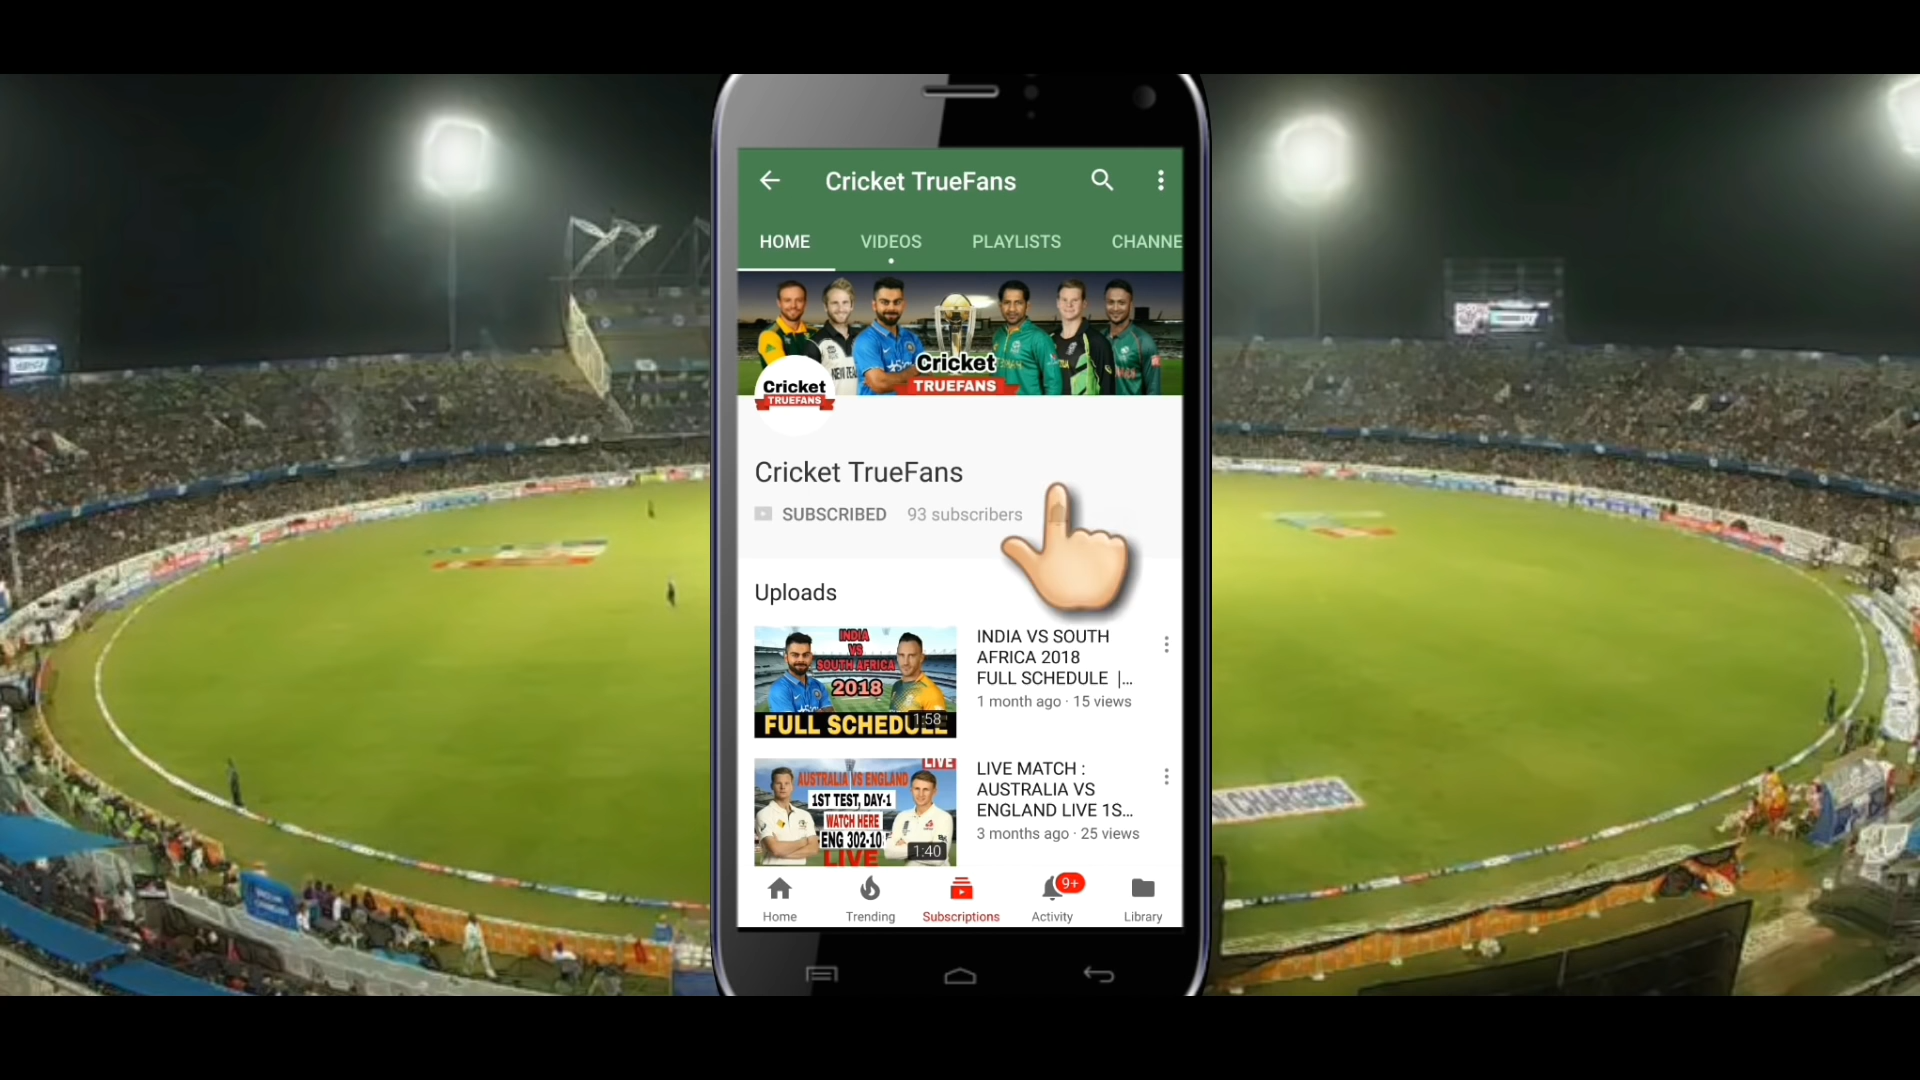 Cricket TrueFans
HOME VIDEOS PLAYLISTS CHANNE
Cricket
TRUEFANS
Cricket
TRUEFANS
Cricket TrueFans
SUBSCRIBED 93 subscribers
Uploads
INDIA
VS
SOUTH AFRICA
2018
FULL SCHEDULE
1:58
INDIA VS SOUTH
AFRICA 2018
FULL SCHEDULE |...
1 month ago · 15 views
LIVE
AUSTRALIA VS ENGLAND
1ST TEST, DAY-1
WATCH HERE
ENG 302-10
LIVE
1:40
LIVE MATCH :
AUSTRALIA VS
ENGLAND LIVE 1S...
3 months ago · 25 views
9+
Home Trending Subscriptions Activity Library